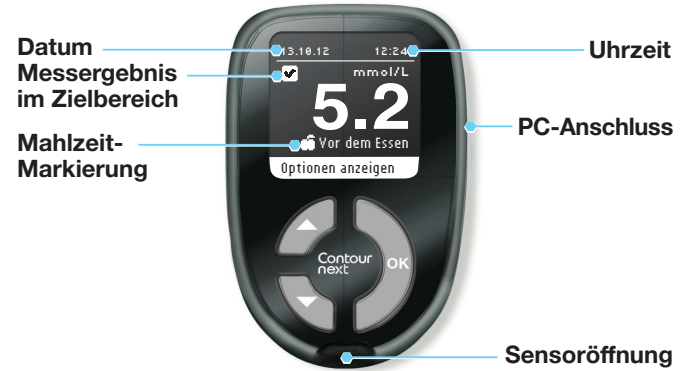 Datum
Messergebnis
im Zielbereich
Mahlzeit-
Markierung
13.10.12 12:24
mmol/L
5.2
Vor dem Essen
Optionen anzeigen
Contour
next
OK
Uhrzeit
PC-Anschluss
Sensoröffnung